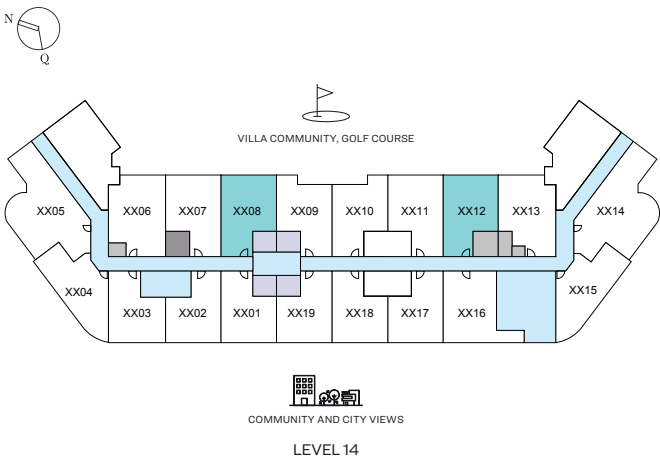 N
Q
VILLA COMMUNITY, GOLF COURSE
XX05 XX06 XX07 XX08 XX09 XX10 XX11 XX12 XX13 XX14
XX04 XX03 XX02 XX01 XX19 XX18 XX17 XX16 XX15
COMMUNITY AND CITY VIEWS
LEVEL 14